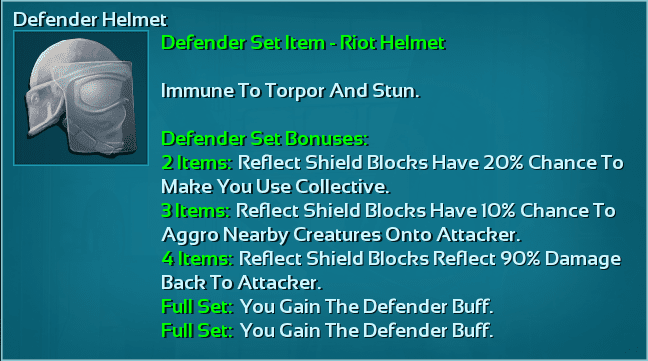 Defender Helmet
Defender Set Item - Riot Helmet
Immune To Torpor And Stun.
Defender Set Bonuses:
2 Items: Reflect Shield Blocks Have 20% Chance To
Make You Use Collective.
3 Items: Reflect Shield Blocks Have 10% Chance To
Aggro Nearby Creatures Onto Attacker.
4 Items: Reflect Shield Blocks Reflect 90% Damage
Back To Attacker.
Full Set: You Gain The Defender Buff.
Full Set: You Gain The Defender Buff.